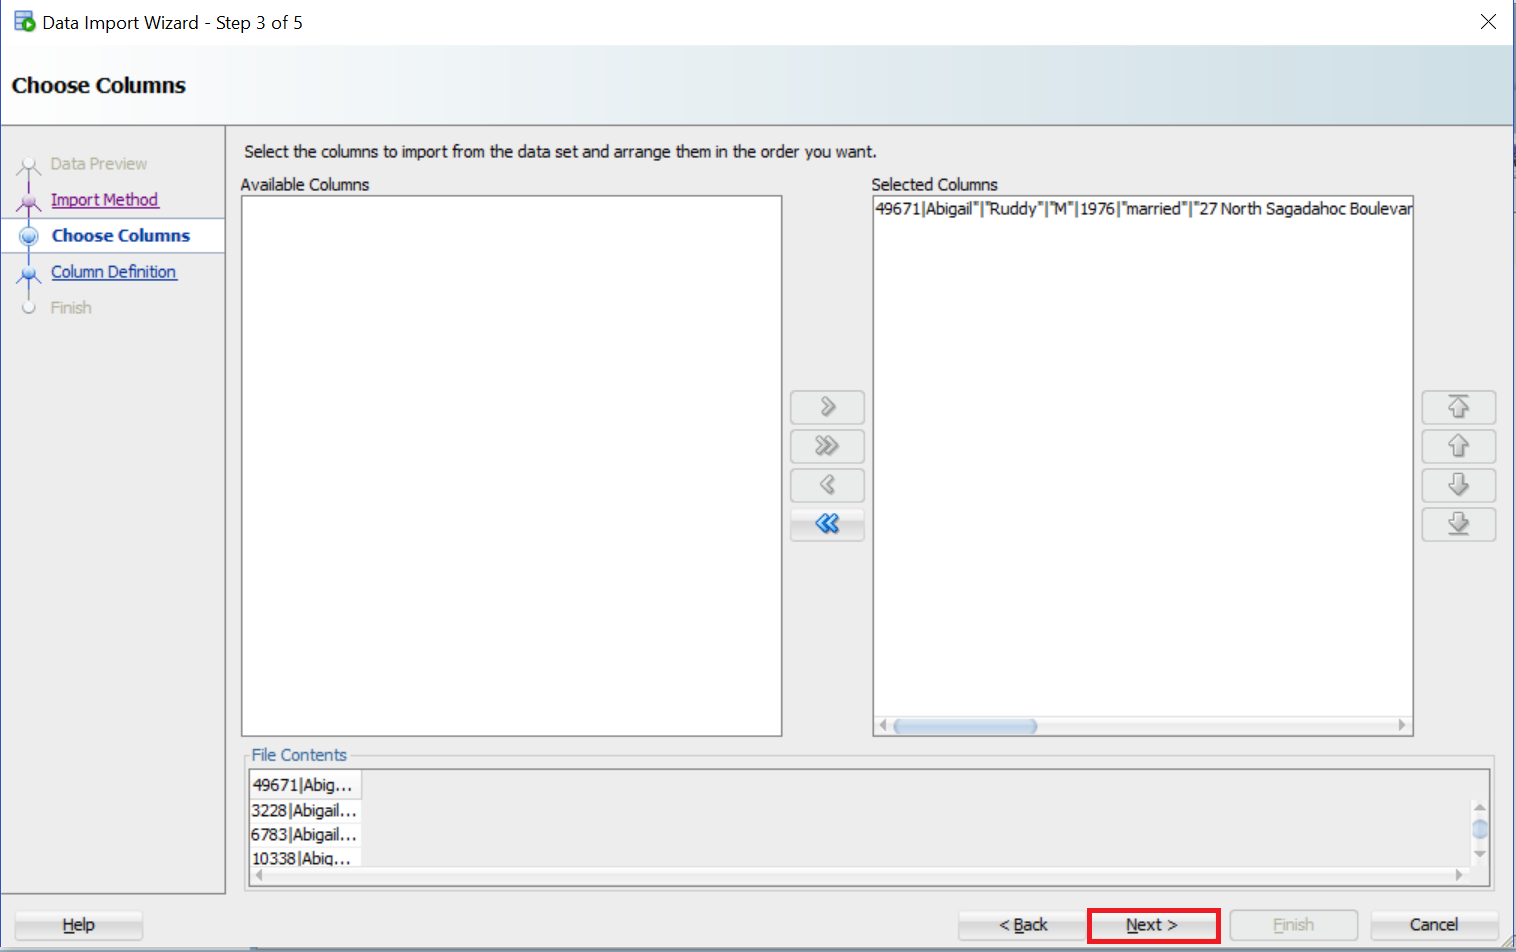 Data Import Wizard - Step 3 of 5
Choose Columns
Data Preview
Import Method
Choose Columns
Column Definition
Finish
Select the columns to import from the data set and arrange them in the order you want.
Available Columns
Selected Columns
49671|Abigail"|"Ruddy"|"M"|1976|"married"|"27 North Sagadahoc Boulevar
File Contents
49671|Abig...
3228|Abigail...
6783|Abigail...
10338|Abig...
Help
< Back
Next >
Finish
Cancel